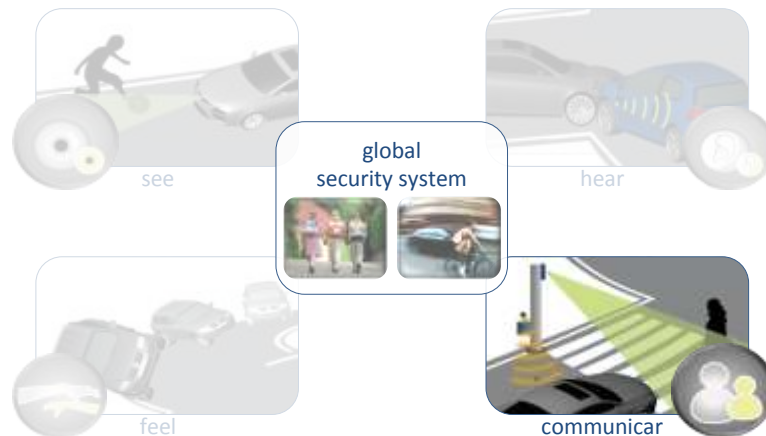 global
security system
see
hear
feel
communicar